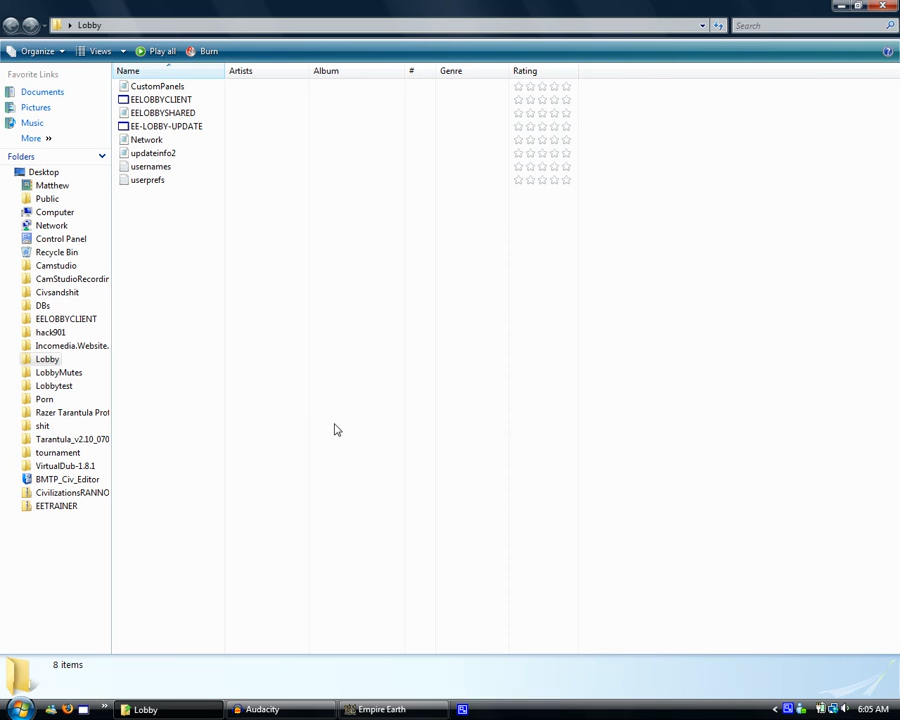 Lobby
Search
Organize Views Play all Burn
Favorite Links
Documents
Pictures
Music
More »
Folders
Desktop
Matthew
Public
Computer
Network
Control Panel
Recycle Bin
Camstudio
CamStudioRecordin
Civsandshit
DBs
EELOBBYCLIENT
hack901
Incomedia.Website.
Lobby
LobbyMutes
Lobbytest
Porn
Razer Tarantula Prot
shit
Tarantula_v2.10_070
tournament
VirtualDub-1.8.1
BMTP_Civ_Editor
CivilizationsRANNO
EETRAINER
Name Artists Album # Genre Rating
CustomPanels
EELOBBYCLIENT
EELOBBYSHARED
EE-LOBBY-UPDATE
Network
updateinfo2
usernames
userprefs
8 items
Lobby Audacity Empire Earth 6:05 AM